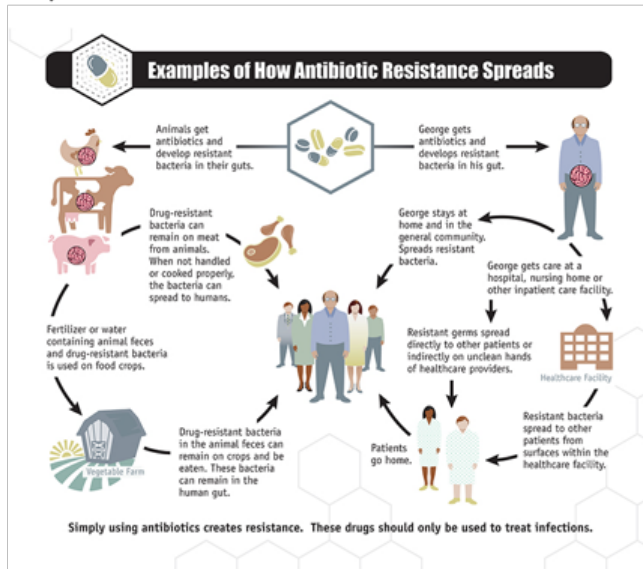 Examples of How Antibiotic Resistance Spreads
Animals get
antibiotics and
develop resistant
bacteria in their guts.
George gets
antibiotics and
develops resistant
bacteria in his gut.
Drug-resistant
bacteria can
remain on meat
from animals.
When not handled
or cooked properly,
the bacteria can
spread to humans.
George stays at
home and in the
general community.
Spreads resistant
bacteria.
George gets care at a
hospital, nursing home or
other inpatient care facility.
Fertilizer or water
containing animal feces
and drug-resistant bacteria
is used on food crops.
Resistant germs spread
directly to other patients or
indirectly on unclean hands
of healthcare providers.
Healthcare Facility
Vegetable Farm
Drug-resistant bacteria
in the animal feces can
remain on crops and be
eaten. These bacteria
can remain in the
human gut.
Patients
go home.
Resistant bacteria
spread to other
patients from
surfaces within the
healthcare facility.
Simply using antibiotics creates resistance. These drugs should only be used to treat infections.